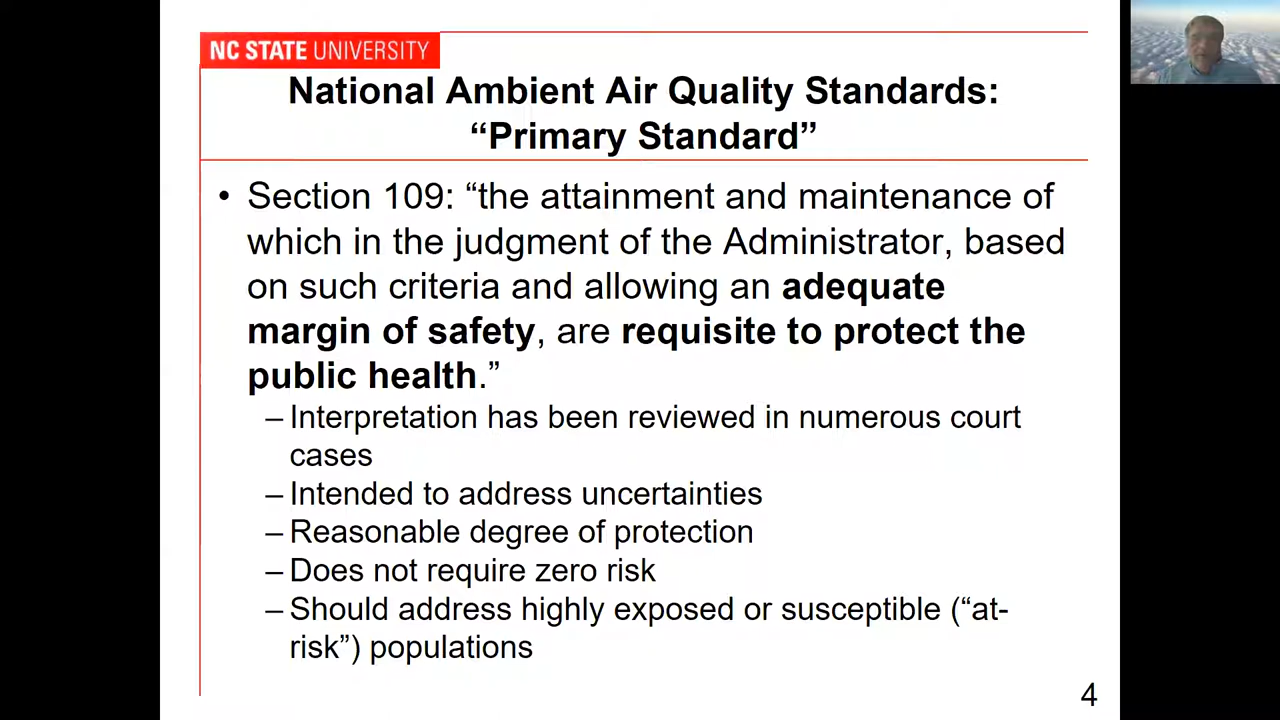 NC STATE UNIVERSITY
National Ambient Air Quality Standards:
“Primary Standard”
• Section 109: “the attainment and maintenance of
which in the judgment of the Administrator, based
on such criteria and allowing an adequate
margin of safety, are requisite to protect the
public health.”
– Interpretation has been reviewed in numerous court
cases
– Intended to address uncertainties
– Reasonable degree of protection
– Does not require zero risk
– Should address highly exposed or susceptible (“at-
risk”) populations
4